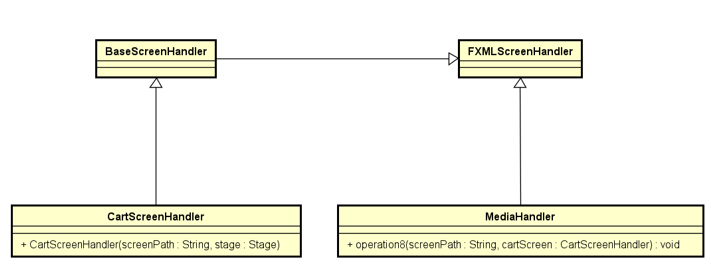 BaseScreenHandler
FXMLScreenHandler
CartScreenHandler
+ CartScreenHandler(screenPath : String, stage : Stage)
MediaHandler
+ operation8(screenPath : String, cartScreen : CartScreenHandler) : void